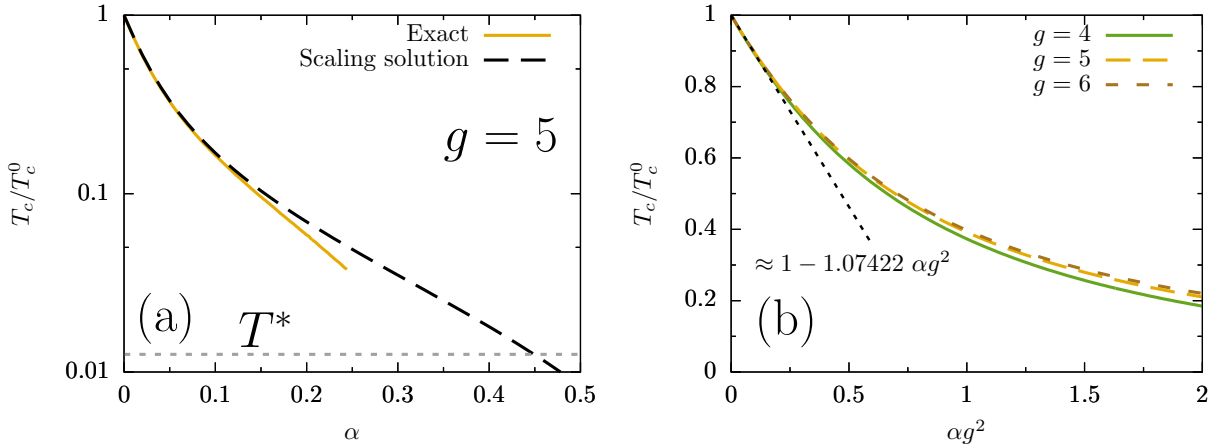 1
0.1
0.01
T_c/T_c^0
Exact
Scaling solution
g = 5
(a)
T*
0
0.1
0.2
0.3
0.4
0.5
α
1
0.8
0.6
0.4
0.2
0
T_c/T_c^0
g = 4
g = 5
g = 6
≈ 1 − 1.07422 αg²
(b)
0
0.5
1
1.5
2
αg²